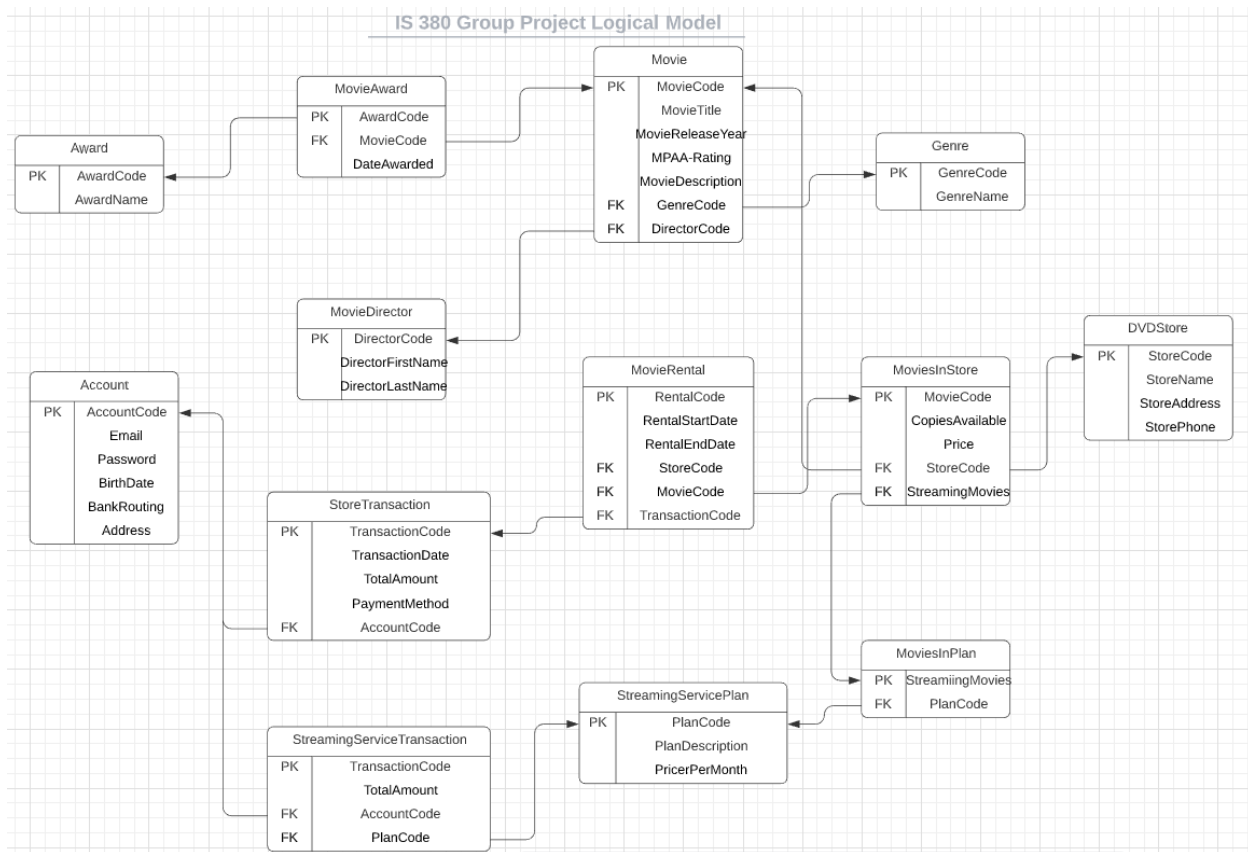 IS 380 Group Project Logical Model
Movie
PK MovieCode
MovieTitle
MovieReleaseYear
MPAA-Rating
MovieDescription
FK GenreCode
FK DirectorCode
MovieAward
PK AwardCode
FK MovieCode
DateAwarded
Award
PK AwardCode
AwardName
Genre
PK GenreCode
GenreName
MovieDirector
PK DirectorCode
DirectorFirstName
DirectorLastName
DVDStore
PK StoreCode
StoreName
StoreAddress
StorePhone
Account
PK AccountCode
Email
Password
BirthDate
BankRouting
Address
MovieRental
PK RentalCode
RentalStartDate
RentalEndDate
FK StoreCode
FK MovieCode
FK TransactionCode
MoviesInStore
PK MovieCode
CopiesAvailable
Price
FK StoreCode
FK StreamingMovies
StoreTransaction
PK TransactionCode
TransactionDate
TotalAmount
PaymentMethod
FK AccountCode
MoviesInPlan
PK StreamiingMovies
FK PlanCode
StreamingServicePlan
PK PlanCode
PlanDescription
PricerPerMonth
StreamingServiceTransaction
PK TransactionCode
TotalAmount
FK AccountCode
FK PlanCode